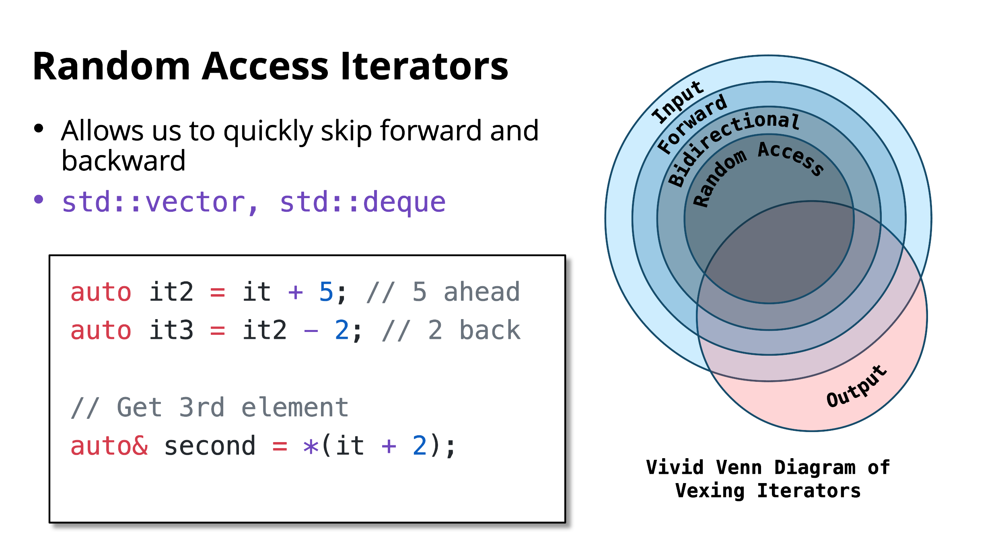 Random Access Iterators
• Allows us to quickly skip forward and
backward
• std::vector, std::deque
auto it2 = it + 5; // 5 ahead
auto it3 = it2 - 2; // 2 back
// Get 3rd element
auto& second = *(it + 2);
Input
Forward
Bidirectional
Random Access
Output
Vivid Venn Diagram of
Vexing Iterators